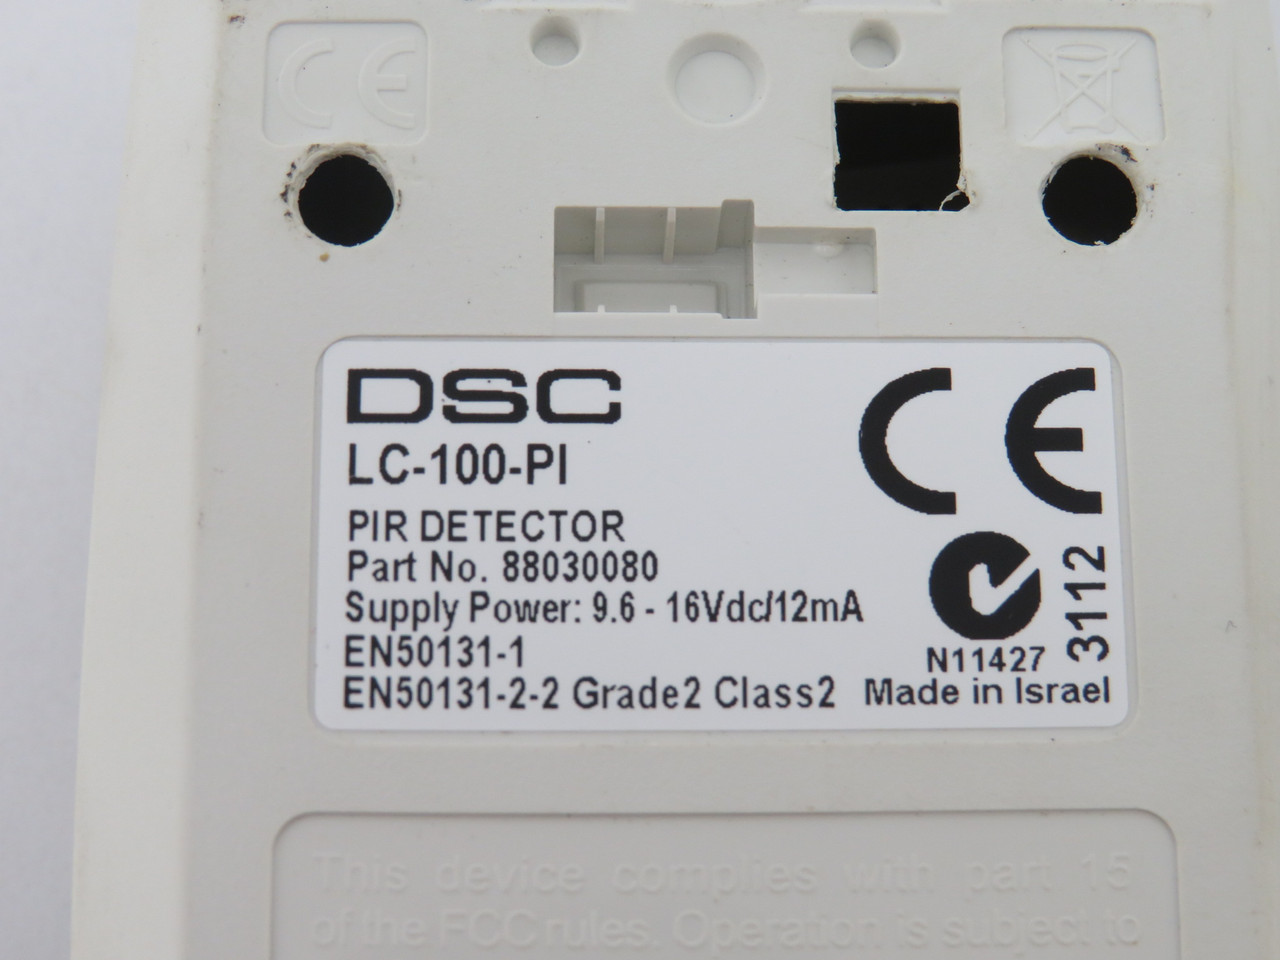 CE
DSC
LC-100-PI
PIR DETECTOR
Part No. 88030080
Supply Power: 9.6 - 16Vdc/12mA
EN50131-1
EN50131-2-2 Grade2 Class2
CE
3112
N11427
Made in Israel
This device complies with part 15
of the FCC rules. Operation is subject to